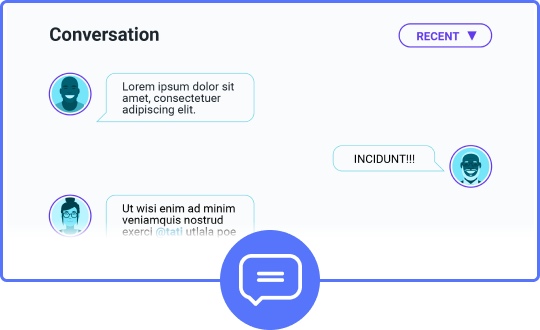 Conversation
RECENT ▼
Lorem ipsum dolor sit
amet, consectetuer
adipiscing elit.
INCIDUNT!!!
Ut wisi enim ad minim
veniamquis nostrud
exerci @tati utlala poe